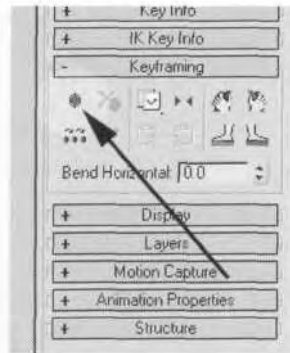 + Key Info
+ IK Key Info
- Keyframing
Bend Horizontal: 0.0
+ Display
+ Layers
+ Motion Capture
+ Animation Properties
+ Structure